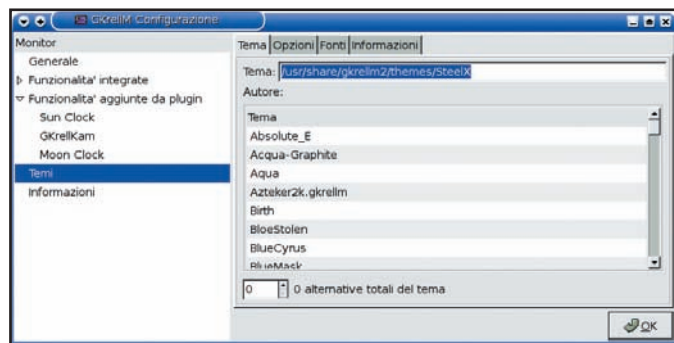 GKrellM Configurazione
Monitor
Generale
Funzionalita' integrate
Funzionalita' aggiunte da plugin
Sun Clock
GKrellKam
Moon Clock
Temi
Informazioni
Tema Opzioni Fonti Informazioni
Tema: /usr/share/gkrellm2/themes/SteelX
Autore:
Tema
Absolute_E
Acqua-Graphite
Aqua
Azteker2k.gkrellm
Birth
BloeStolen
BlueCyrus
BlueMask
0 0 alternative totali del tema
OK